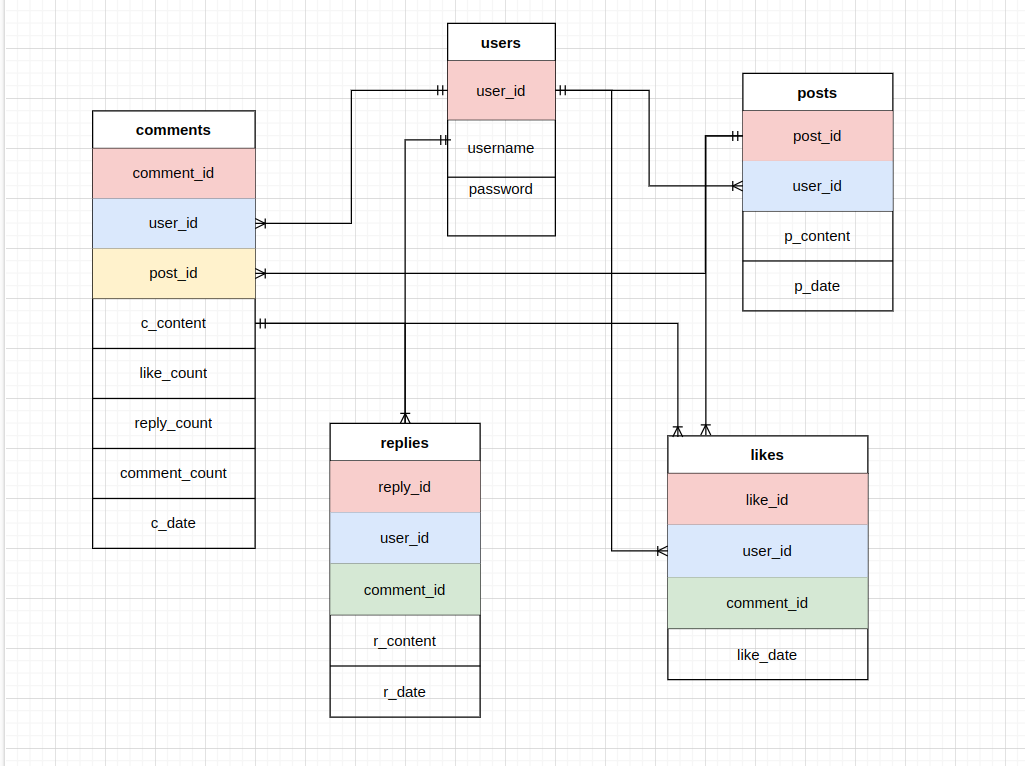 users
user_id
username
password
posts
post_id
user_id
p_content
p_date
comments
comment_id
user_id
post_id
c_content
like_count
reply_count
comment_count
c_date
replies
reply_id
user_id
comment_id
r_content
r_date
likes
like_id
user_id
comment_id
like_date